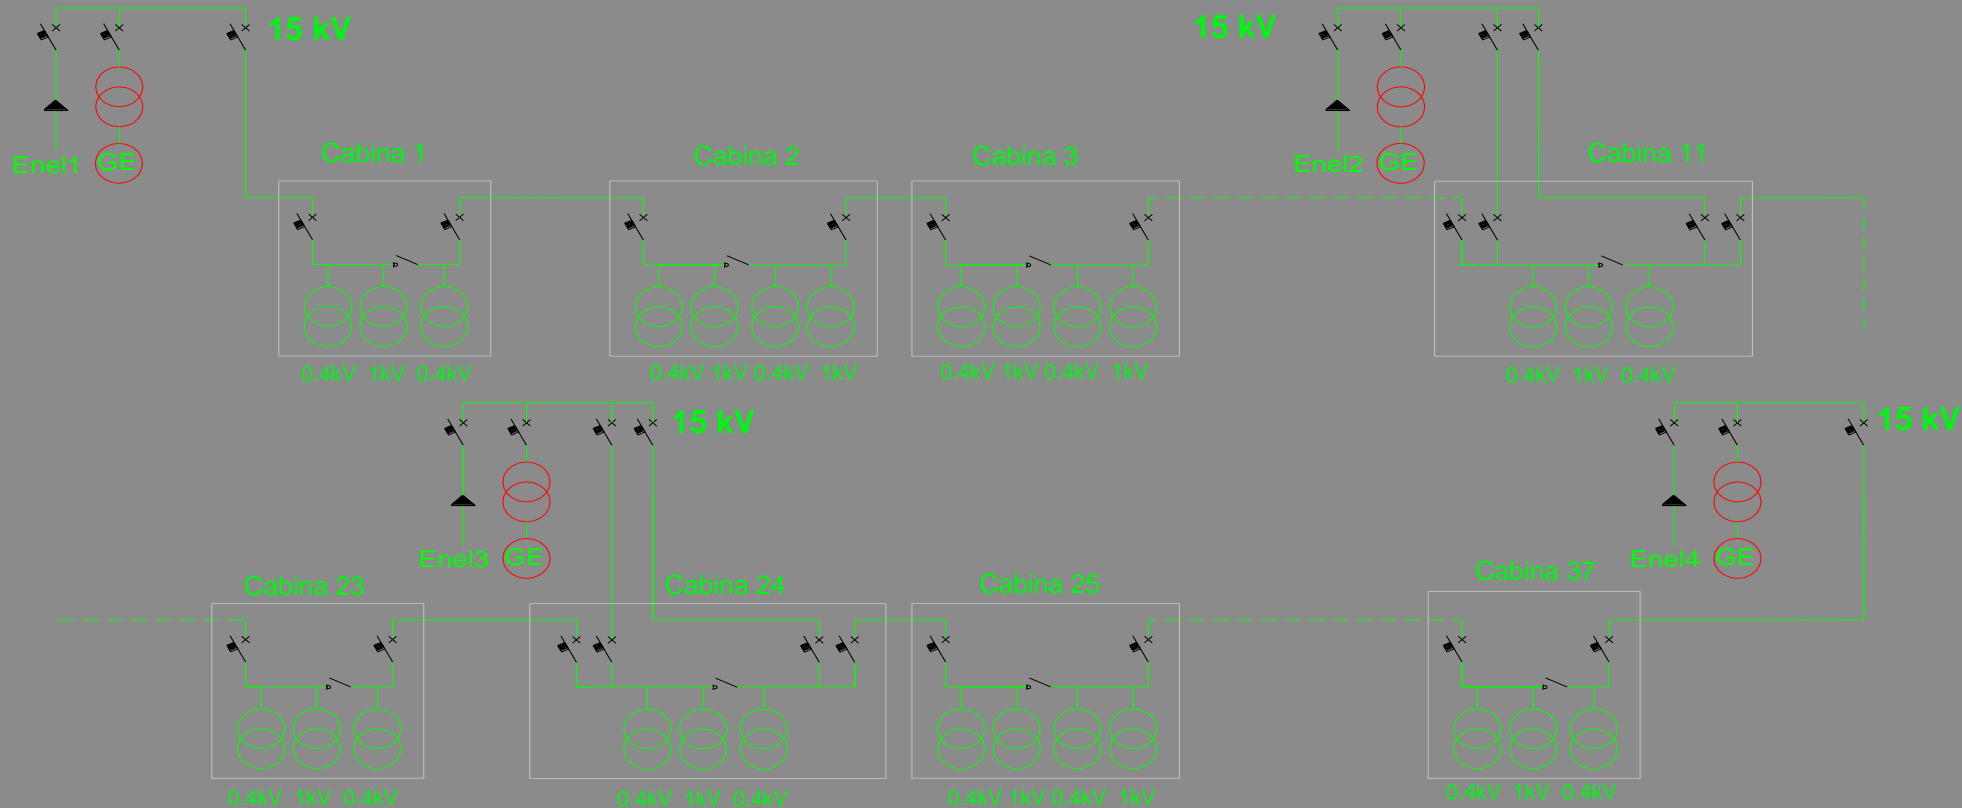 15 kV
15 kV
Enel1 GE
Cabina 1
Cabina 2
Cabina 3
Enel2 GE
Cabina 11
0.4kV 1kV 0.4kV
0.4kV 1kV 0.4kV 1kV
0.4kV 1kV 0.4kV 1kV
0.4kV 1kV 0.4kV
15 kV
15 kV
Enel3 GE
Enel4 GE
Cabina 23
Cabina 24
Cabina 25
Cabina 37
0.4kV 1kV 0.4kV
0.4kV 1kV 0.4kV
0.4kV 1kV 0.4kV 1kV
0.4kV 1kV 0.4kV